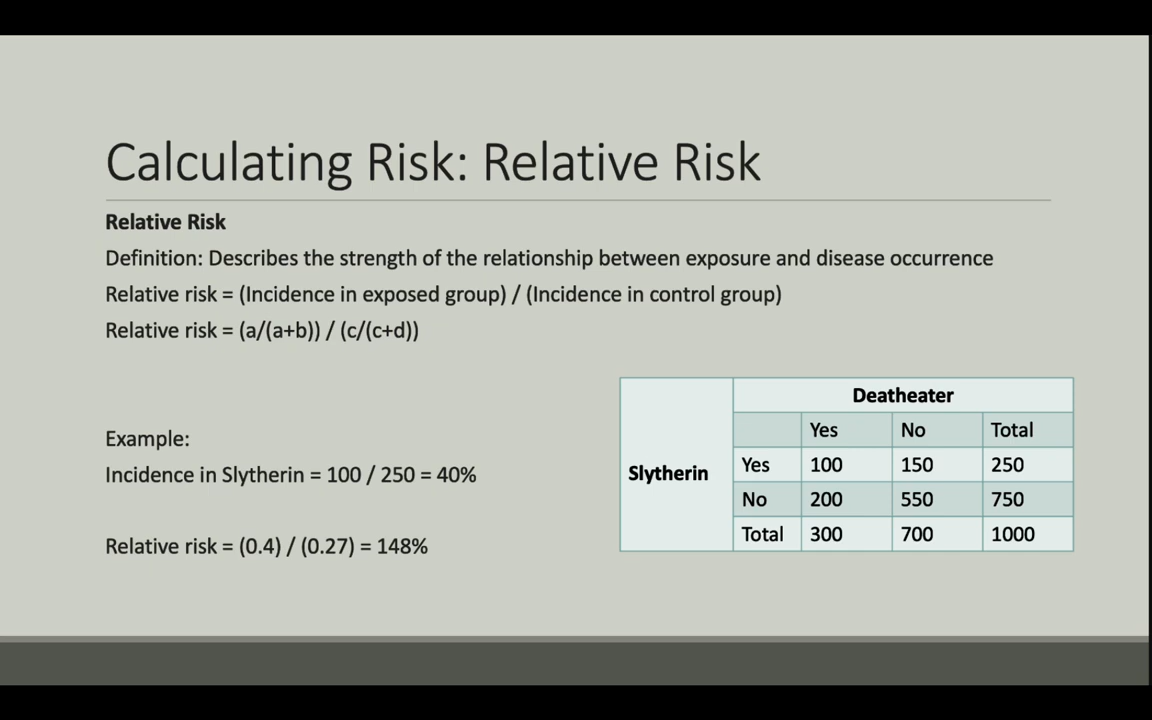 Calculating Risk: Relative Risk
Relative Risk
Definition: Describes the strength of the relationship between exposure and disease occurrence
Relative risk = (Incidence in exposed group) / (Incidence in control group)
Relative risk = (a/(a+b)) / (c/(c+d))
Example:
Incidence in Slytherin = 100 / 250 = 40%
Relative risk = (0.4) / (0.27) = 148%
Deatheater
Yes No Total
Slytherin
Yes 100 150 250
No 200 550 750
Total 300 700 1000